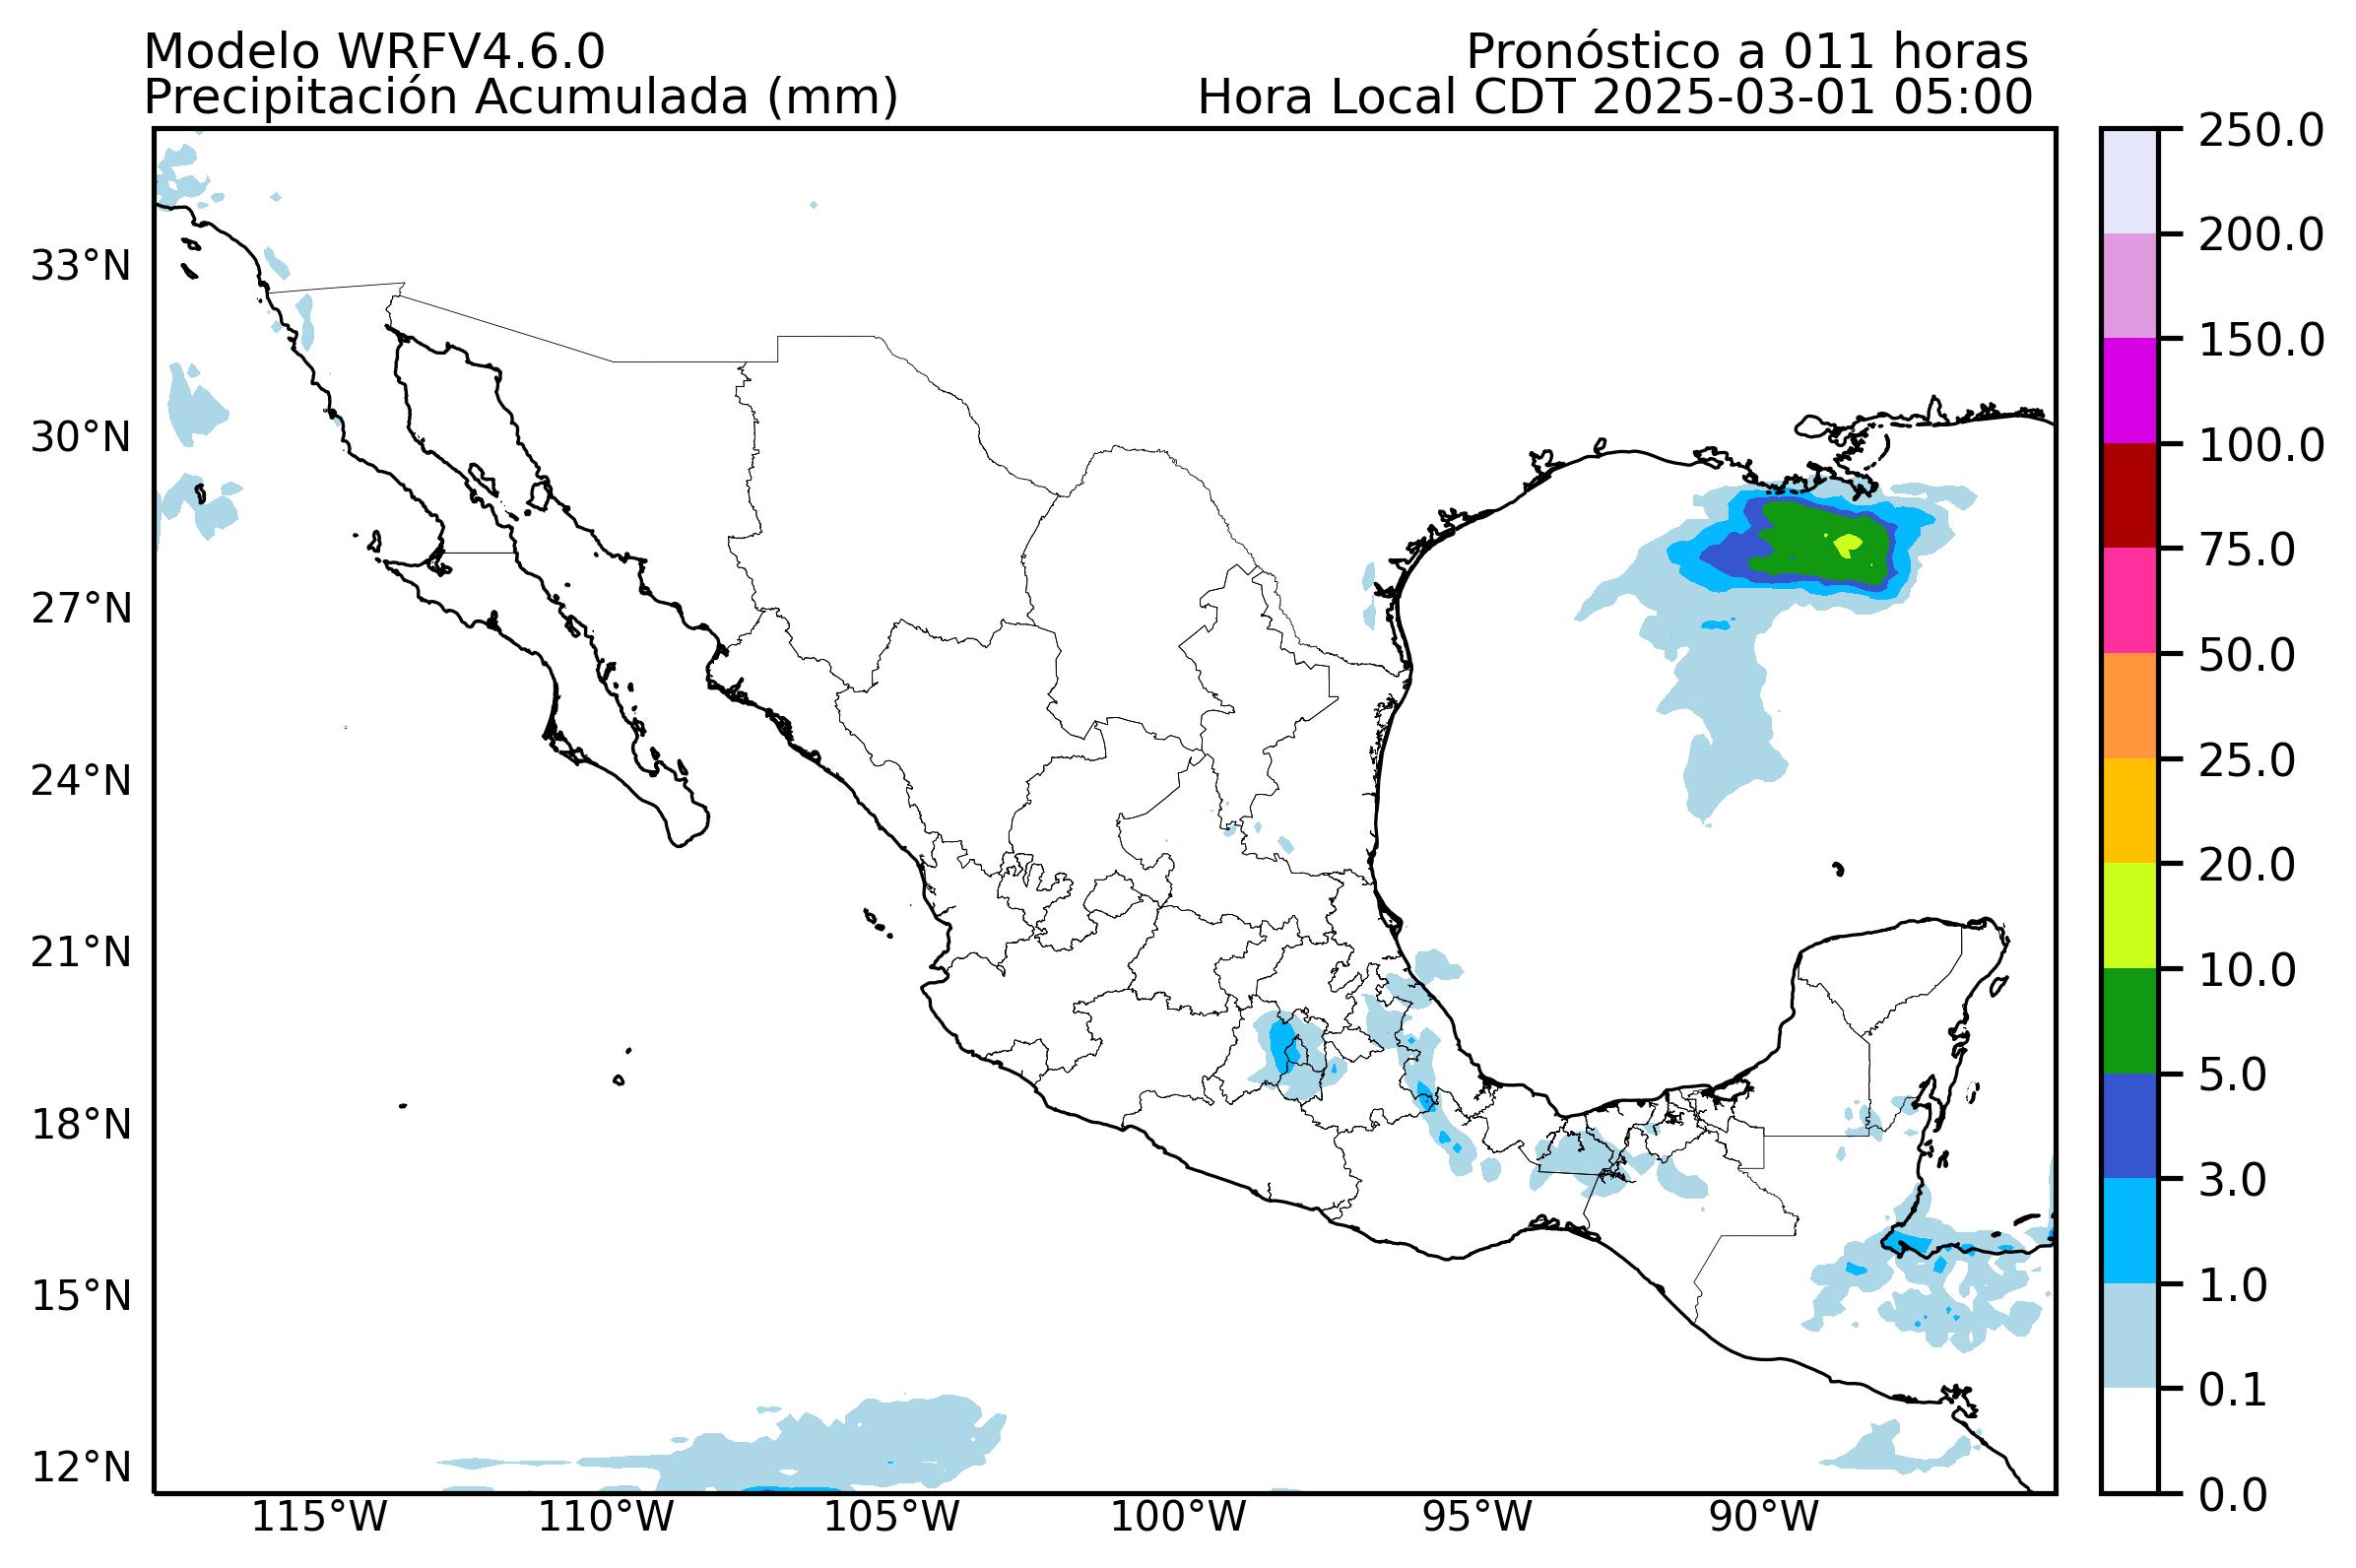 Modelo WRFV4.6.0
Pronóstico a 011 horas
Precipitación Acumulada (mm)
Hora Local CDT 2025-03-01 05:00
250.0
200.0
150.0
100.0
75.0
50.0
25.0
20.0
10.0
5.0
3.0
1.0
0.1
0.0
33°N
30°N
27°N
24°N
21°N
18°N
15°N
12°N
115°W
110°W
105°W
100°W
95°W
90°W